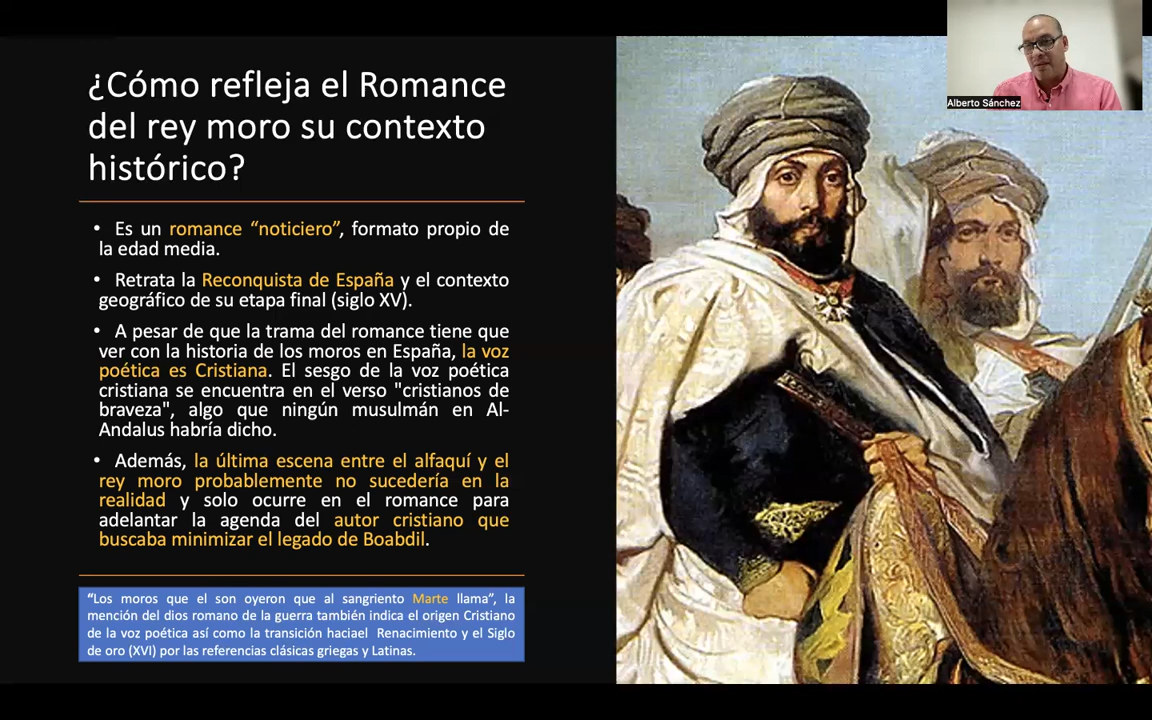 ¿Cómo refleja el Romance
del rey moro su contexto
histórico?
• Es un romance “noticiero”, formato propio de
la edad media.
• Retrata la Reconquista de España y el contexto
geográfico de su etapa final (siglo XV).
• A pesar de que la trama del romance tiene que
ver con la historia de los moros en España, la voz
poética es Cristiana. El sesgo de la voz poética
cristiana se encuentra en el verso "cristianos de
braveza", algo que ningún musulmán en Al-
Andalus habría dicho.
• Además, la última escena entre el alfaquí y el
rey moro probablemente no sucedería en la
realidad y solo ocurre en el romance para
adelantar la agenda del autor cristiano que
buscaba minimizar el legado de Boabdil.
“Los moros que el son oyeron que al sangriento Marte llama”, la
mención del dios romano de la guerra también indica el origen Cristiano
de la voz poética así como la transición haciael Renacimiento y el Siglo
de oro (XVI) por las referencias clásicas griegas y Latinas.
Alberto Sánchez